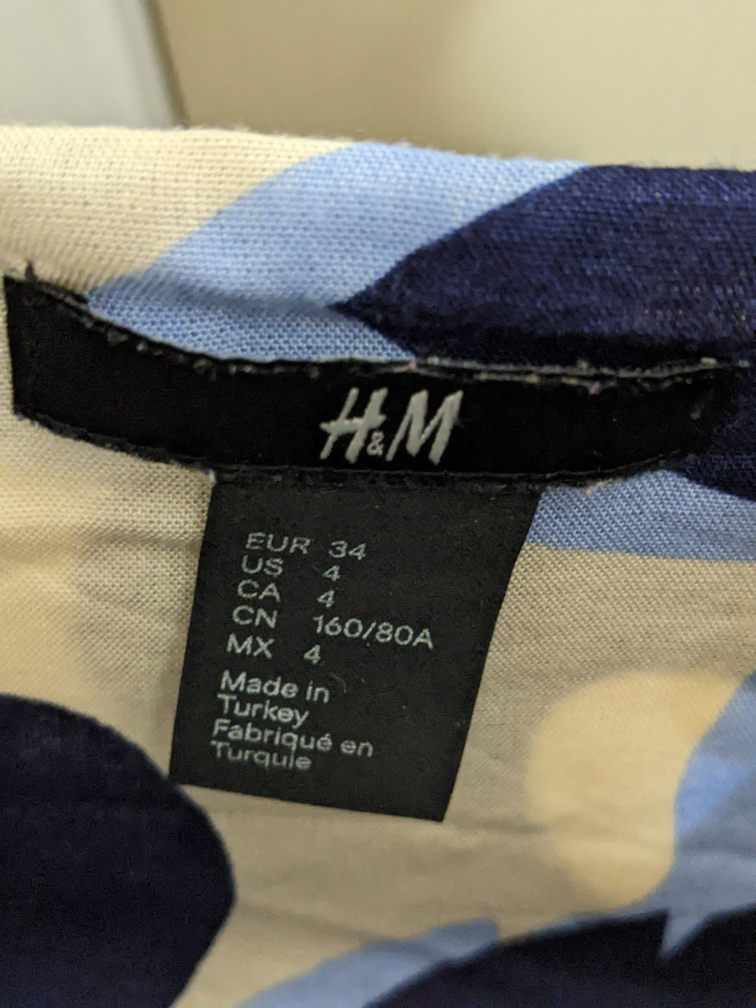 H&M
EUR 34
US 4
CA 4
CN 160/80A
MX 4
Made in
Turkey
Fabriqué en
Turquie